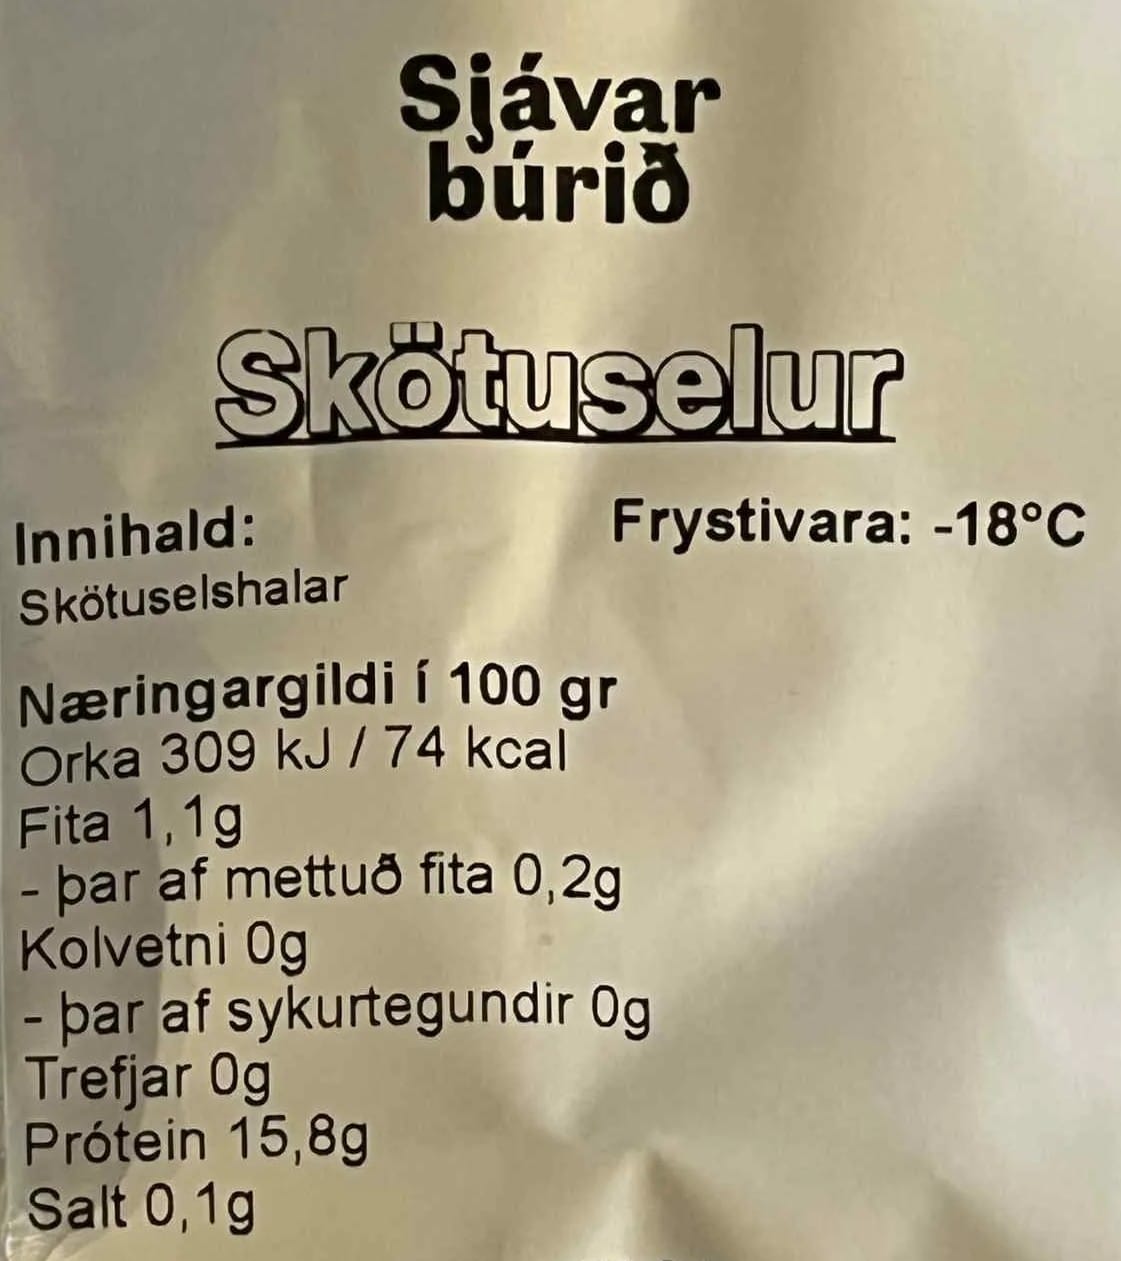 Sjávar
búrið
Skötuselur
Innihald:
Frystivara: -18°C
Skötuselshalar
Næringargildi í 100 gr
Orka 309 kJ / 74 kcal
Fita 1,1g
- þar af mettuð fita 0,2g
Kolvetni 0g
- þar af sykurtegundir 0g
Trefjar 0g
Prótein 15,8g
Salt 0,1g